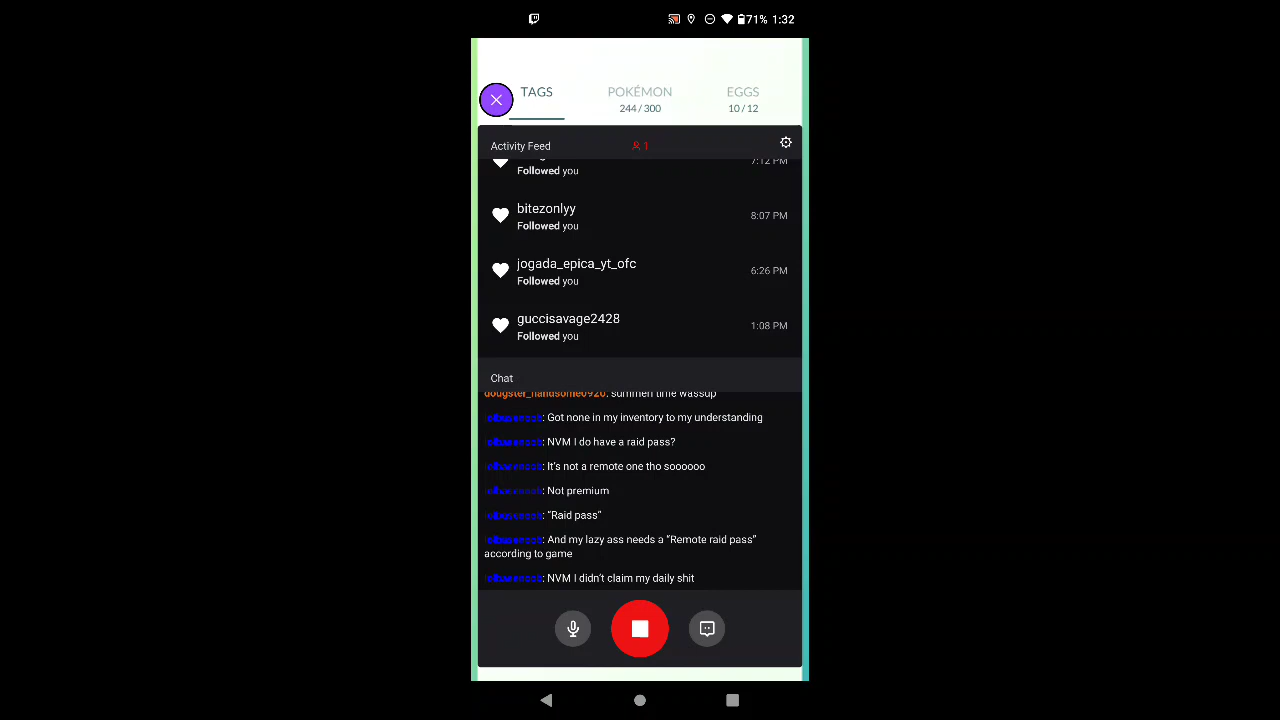 71% 1:32
TAGS
POKÉMON
EGGS
244 / 300
10 / 12
Activity Feed
1
7:12 PM
Followed you
bitezonlyy
8:07 PM
Followed you
jogada_epica_yt_ofc
6:26 PM
Followed you
guccisavage2428
1:08 PM
Followed you
Chat
dougster_handsome0920: summen time wassup
: Got none in my inventory to my understanding
: NVM I do have a raid pass?
: It's not a remote one tho soooooo
: Not premium
: “Raid pass”
: And my lazy ass needs a “Remote raid pass”
according to game
: NVM I didn't claim my daily shit